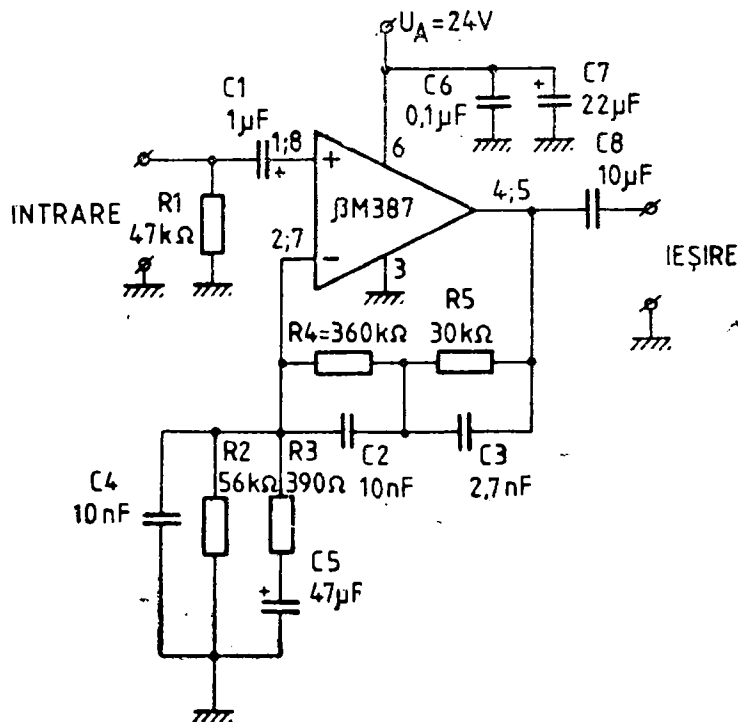 U_A=24V
C1
1µF
C6
0,1µF
+
C7
22µF
C8
10µF
1;8
+
+
6
βM387
4;5
INTRARE
R1
47kΩ
2;7
−
3
IEȘIRE
R4=360kΩ
R5
30kΩ
C4
10nF
R2
56kΩ
R3
390Ω
C2
10nF
C3
2,7nF
+
C5
47µF